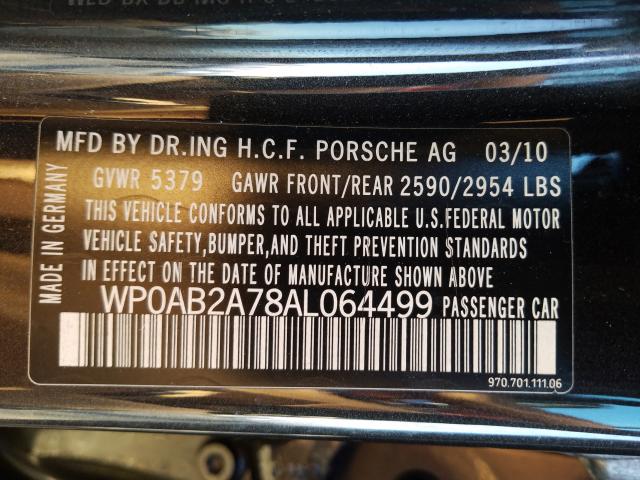 MFD BY DR.ING H.C.F. PORSCHE AG 03/10
GVWR 5379 GAWR FRONT/REAR 2590/2954 LBS
THIS VEHICLE CONFORMS TO ALL APPLICABLE U.S.FEDERAL MOTOR
VEHICLE SAFETY,BUMPER,AND THEFT PREVENTION STANDARDS
IN EFFECT ON THE DATE OF MANUFACTURE SHOWN ABOVE
WP0AB2A78AL064499 PASSENGER CAR
970.701.111.06
MADE IN GERMANY